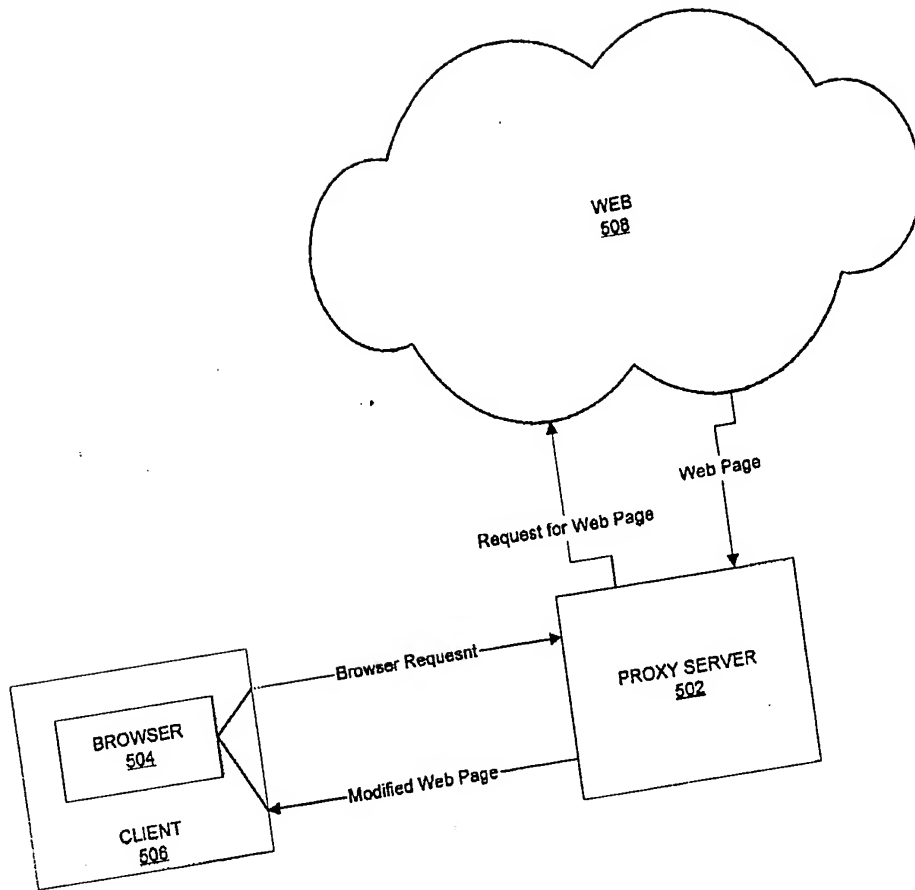 WEB
508
Web Page
Request for Web Page
Browser Requesnt
PROXY SERVER
502
BROWSER
504
Modified Web Page
CLIENT
506